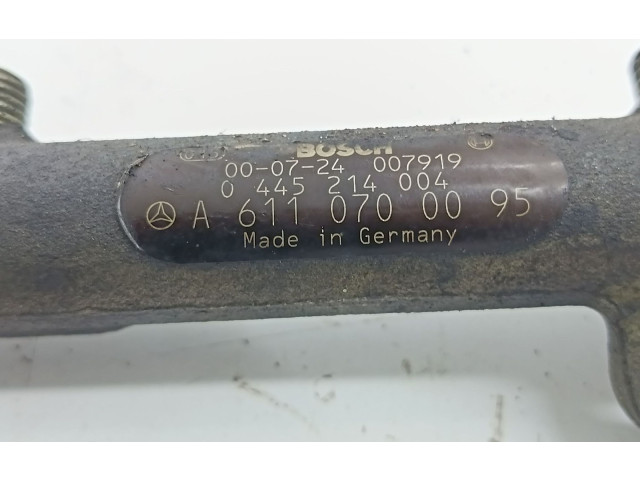 BOSCH
00-07-24 007919
0 445 214 004
A 611 070 00 95
Made in Germany